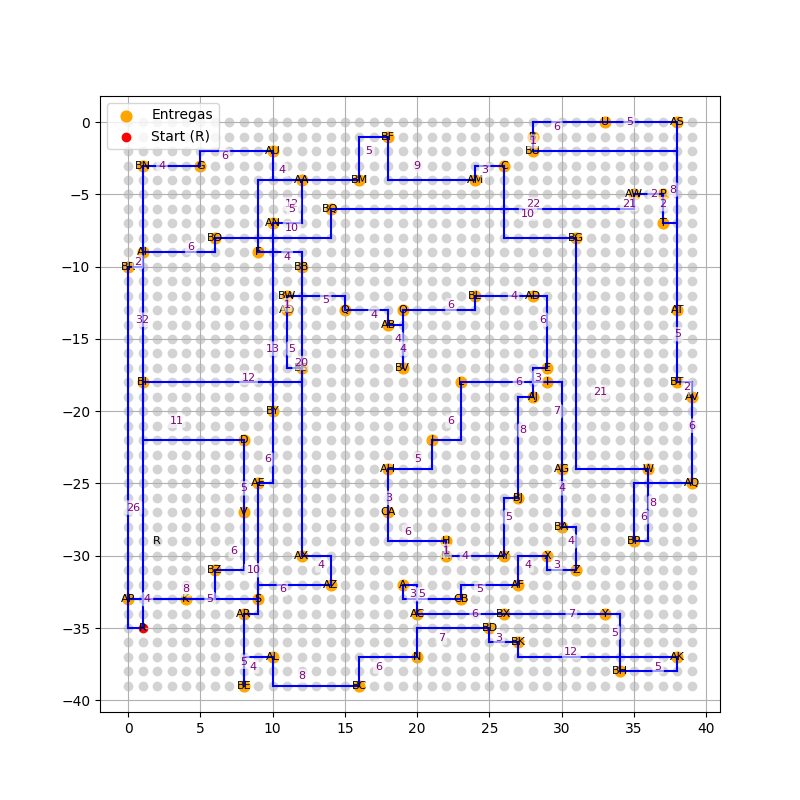 Entregas
Start (R)
0
−5
−10
−15
−20
−25
−30
−35
−40
0
5
10
15
20
25
30
35
40
6 U 5 AS
BF
1
BU
6 AU
BN 4 G
5
9
3 C
4 AA
BM
AM
8
AW 2 P
12
5
BQ
22
21
10
2
T
AN
10
BO
BG
AI 6
F
4
BR 2
BB
BW 5
BL 4 AD
Q 4
O 6
AT
1
AB
32
6
13
5
4
4
5
20
BV
E
BI 12
L 6 3
BT 2
AJ
AV
7
21
BY
11
6
8
6
D
J
5
6
AH
AG
W
5
AE
AQ
26
3
4
BJ
8
V
CA
5
6
BA
R
6
H
4
BP
6
1
4 AY
X
AX
4
4
3 Z
BZ
10
AZ
A
5
AF
6
3 5
CB
AP 4 K 5 S
8
AR
AC 6 BX 7 Y
R
BD
5
7
3 BK
5 4 AL
6
N
12
AK
8
BE
BC
BH 5